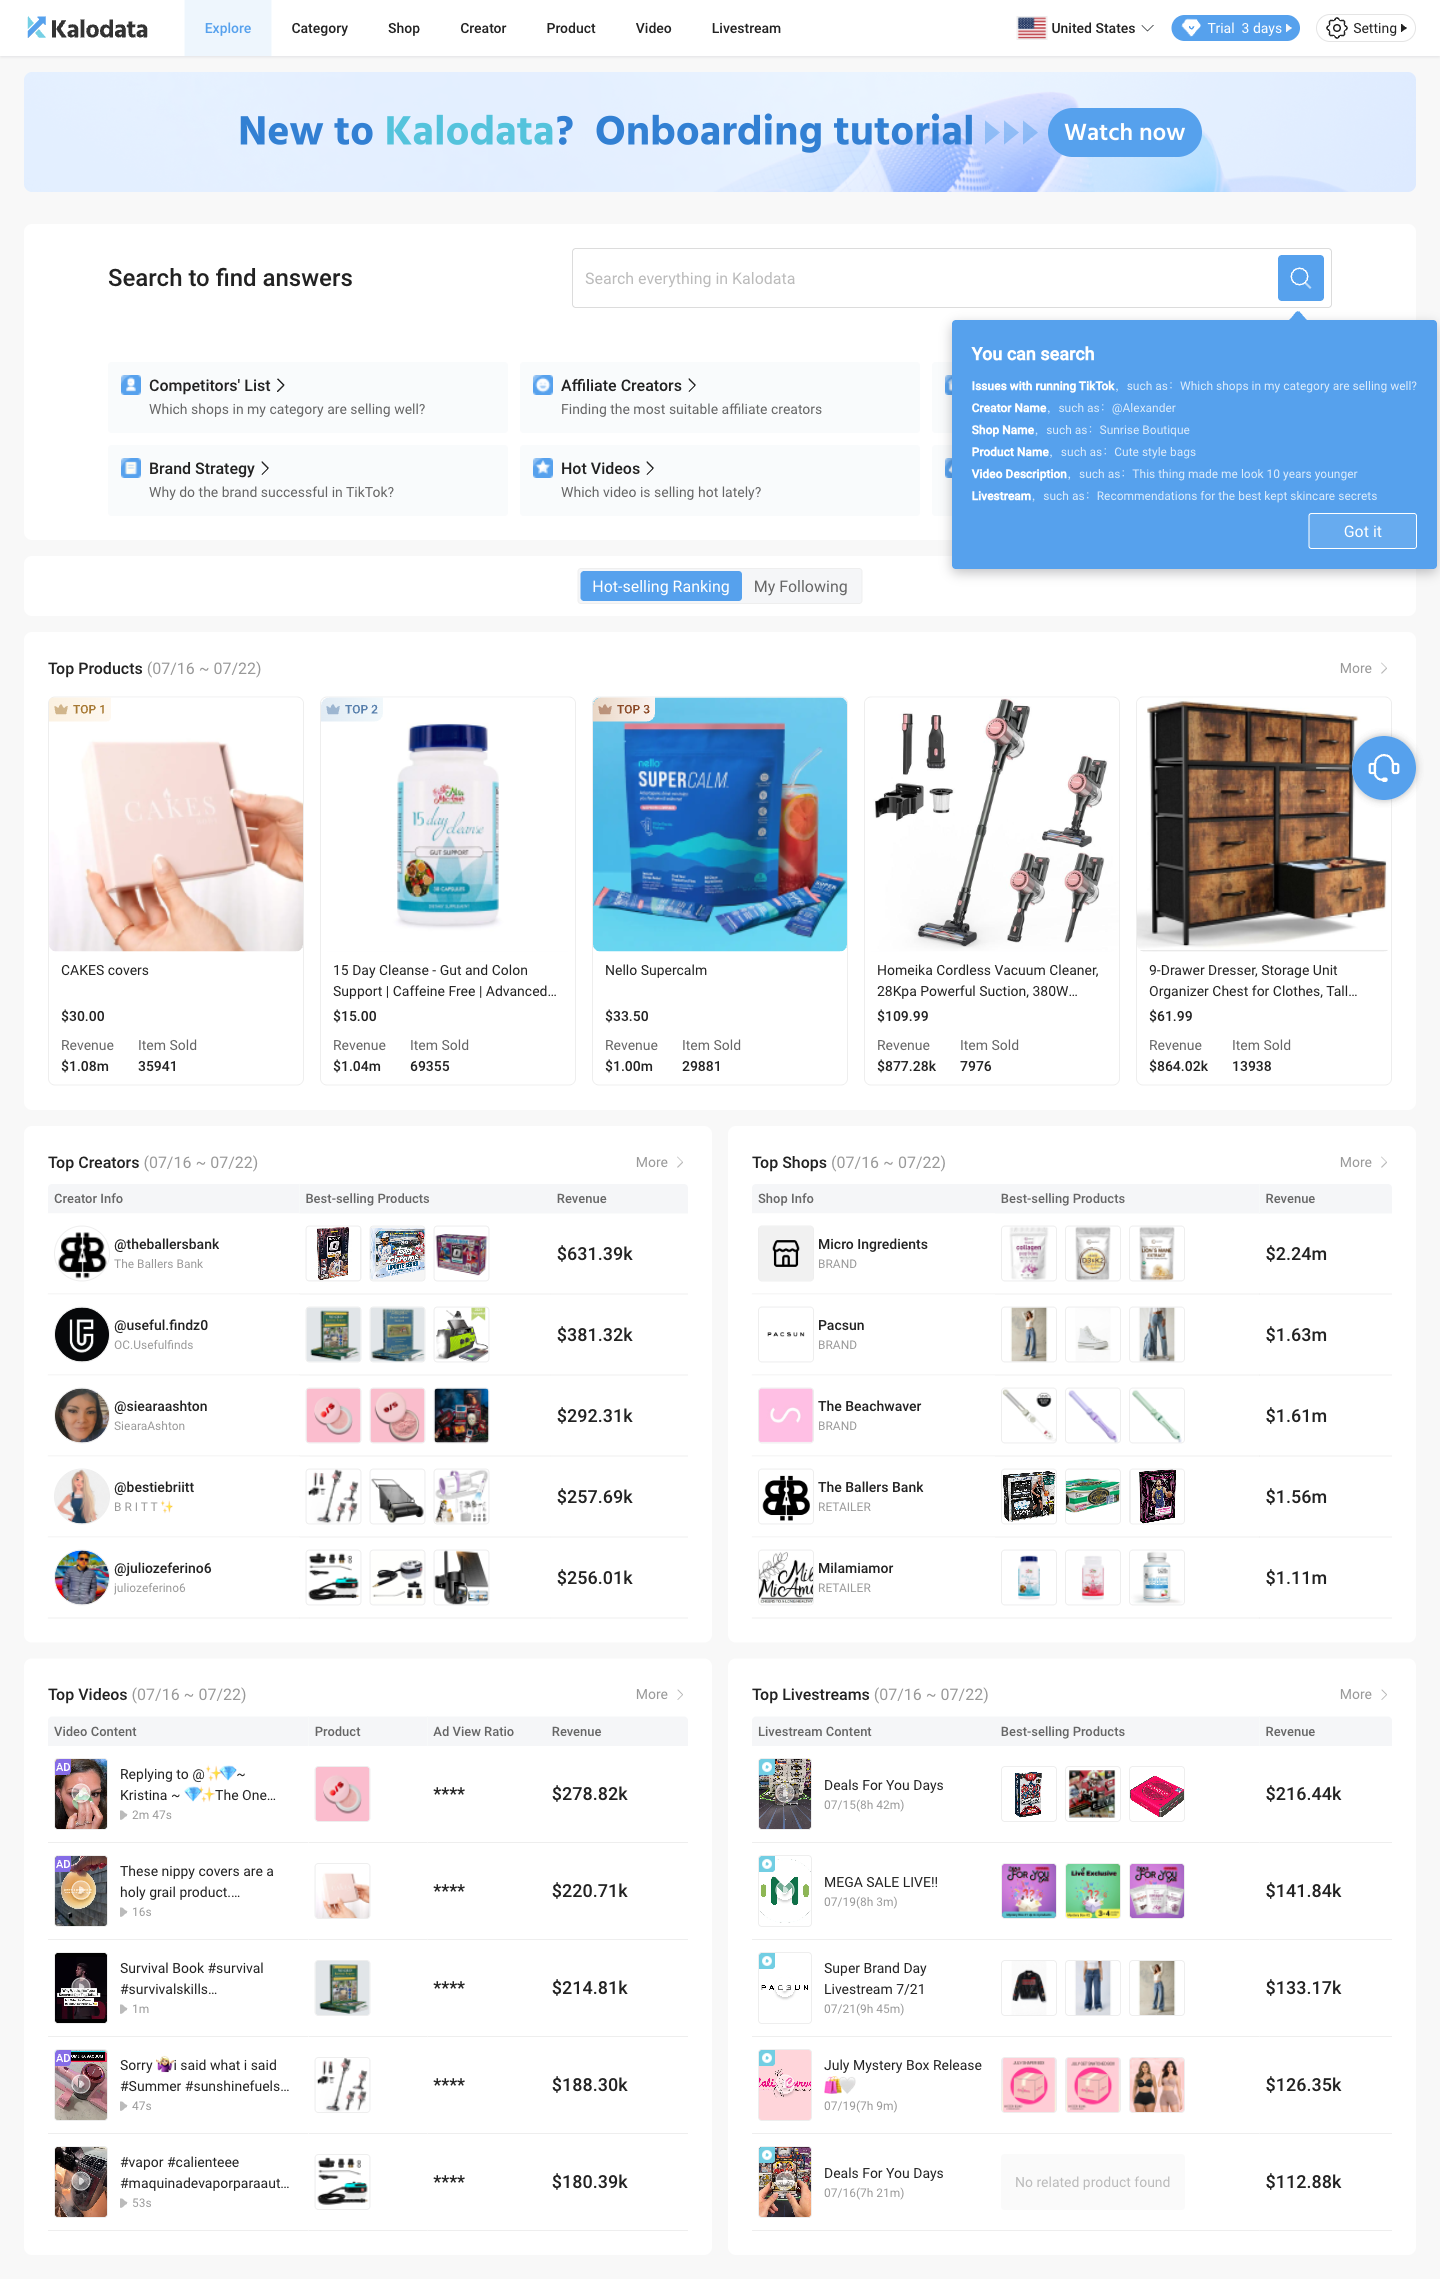 Kalodata
Explore
Category
Shop
Creator
Product
Video
Livestream
United States
Trial 3 days
Setting
New to Kalodata? Onboarding tutorial
Watch now
Search to find answers
Search everything in Kalodata
Competitors' List
Which shops in my category are selling well?
Affiliate Creators
Finding the most suitable affiliate creators
Brand Strategy
Why do the brand successful in TikTok?
Hot Videos
Which video is selling hot lately?
You can search
Issues with running TikTok, such as: Which shops in my category are selling well?
Creator Name, such as: @Alexander
Shop Name, such as: Sunrise Boutique
Product Name, such as: Cute style bags
Video Description, such as: This thing made me look 10 years younger
Livestream, such as: Recommendations for the best kept skincare secrets
Got it
Hot-selling Ranking
My Following
Top Products (07/16 ~ 07/22)
More
TOP 1
CAKES
CAKES covers
$30.00
Revenue
Item Sold
$1.08m
35941
TOP 2
15 day cleanse
GUT SUPPORT
15 Day Cleanse - Gut and Colon
Support | Caffeine Free | Advanced...
$15.00
Revenue
Item Sold
$1.04m
69355
TOP 3
nello
SUPERCALM
Nello Supercalm
$33.50
Revenue
Item Sold
$1.00m
29881
Homeika Cordless Vacuum Cleaner,
28Kpa Powerful Suction, 380W...
$109.99
Revenue
Item Sold
$877.28k
7976
9-Drawer Dresser, Storage Unit
Organizer Chest for Clothes, Tall...
$61.99
Revenue
Item Sold
$864.02k
13938
Top Creators (07/16 ~ 07/22)
More
Creator Info
Best-selling Products
Revenue
@theballersbank
The Ballers Bank
$631.39k
@useful.findz0
OC.Usefulfinds
$381.32k
@siearaashton
SiearaAshton
$292.31k
@bestiebriitt
B R I T T✨
$257.69k
@juliozeferino6
juliozeferino6
$256.01k
Top Shops (07/16 ~ 07/22)
More
Shop Info
Best-selling Products
Revenue
Micro Ingredients
BRAND
collagen
$2.24m
PACSUN
Pacsun
BRAND
$1.63m
The Beachwaver
BRAND
$1.61m
The Ballers Bank
RETAILER
$1.56m
Milamiamor
RETAILER
$1.11m
Top Videos (07/16 ~ 07/22)
More
Video Content
Product
Ad View Ratio
Revenue
AD
Replying to @✨💎~
Kristina ~ 💎✨The One...
2m 47s
****
$278.82k
AD
These nippy covers are a
holy grail product....
16s
****
$220.71k
Survival Book #survival
#survivalskills...
1m
****
$214.81k
AD
Sorry 🤷‍♀️i said what i said
#Summer #sunshinefuels...
47s
****
$188.30k
#vapor #calienteee
#maquinadevaporparaaut...
53s
****
$180.39k
Top Livestreams (07/16 ~ 07/22)
More
Livestream Content
Best-selling Products
Revenue
Deals For You Days
07/15(8h 42m)
$216.44k
MEGA SALE LIVE!!
07/19(8h 3m)
FOR YOU
Live Exclusive
FOR YOU
$141.84k
PACSUN
Super Brand Day
Livestream 7/21
07/21(9h 45m)
$133.17k
July Mystery Box Release
🛍️🤍
07/19(7h 9m)
$126.35k
Deals For You Days
07/16(7h 21m)
No related product found
$112.88k